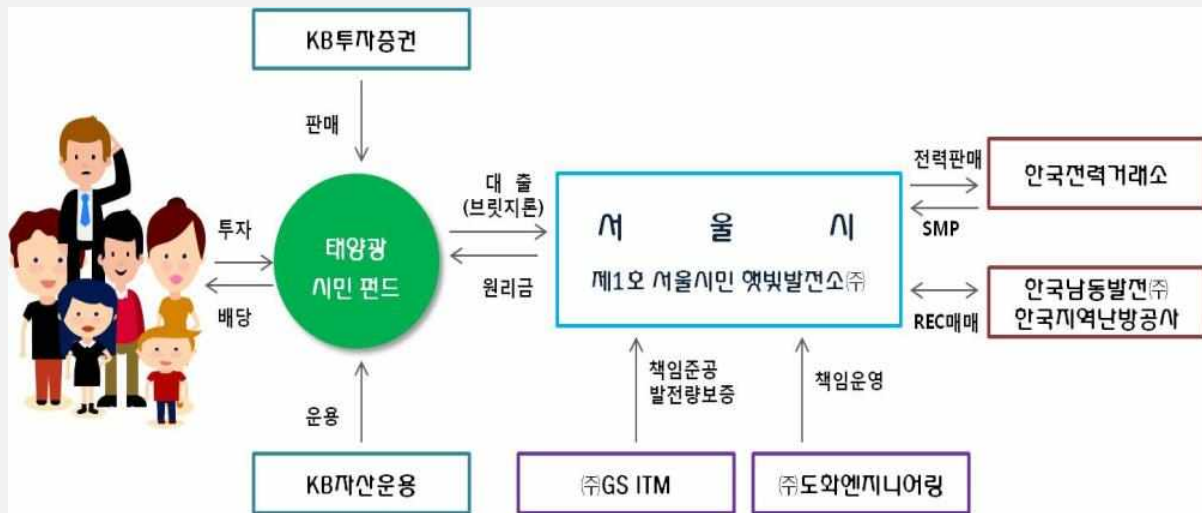 KB투자증권
판매
투자
배당
태양광
시민 펀드
대 출
(브릿지론)
원리금
서 울 시
제1호 서울시민 햇빛발전소㈜
전력판매
SMP
한국전력거래소
REC매매
한국남동발전㈜
한국지역난방공사
운용
책임준공
발전량보증
책임운영
KB자산운용
㈜GS ITM
㈜도화엔지니어링